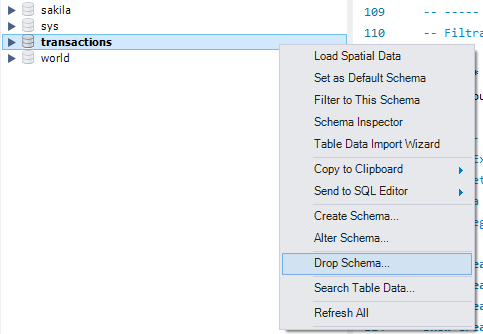 sakila
sys
transactions
world
Load Spatial Data
Set as Default Schema
Filter to This Schema
Schema Inspector
Table Data Import Wizard
Copy to Clipboard
Send to SQL Editor
Create Schema...
Alter Schema...
Drop Schema...
Search Table Data...
Refresh All
109 -- -----
110 -- Filtra